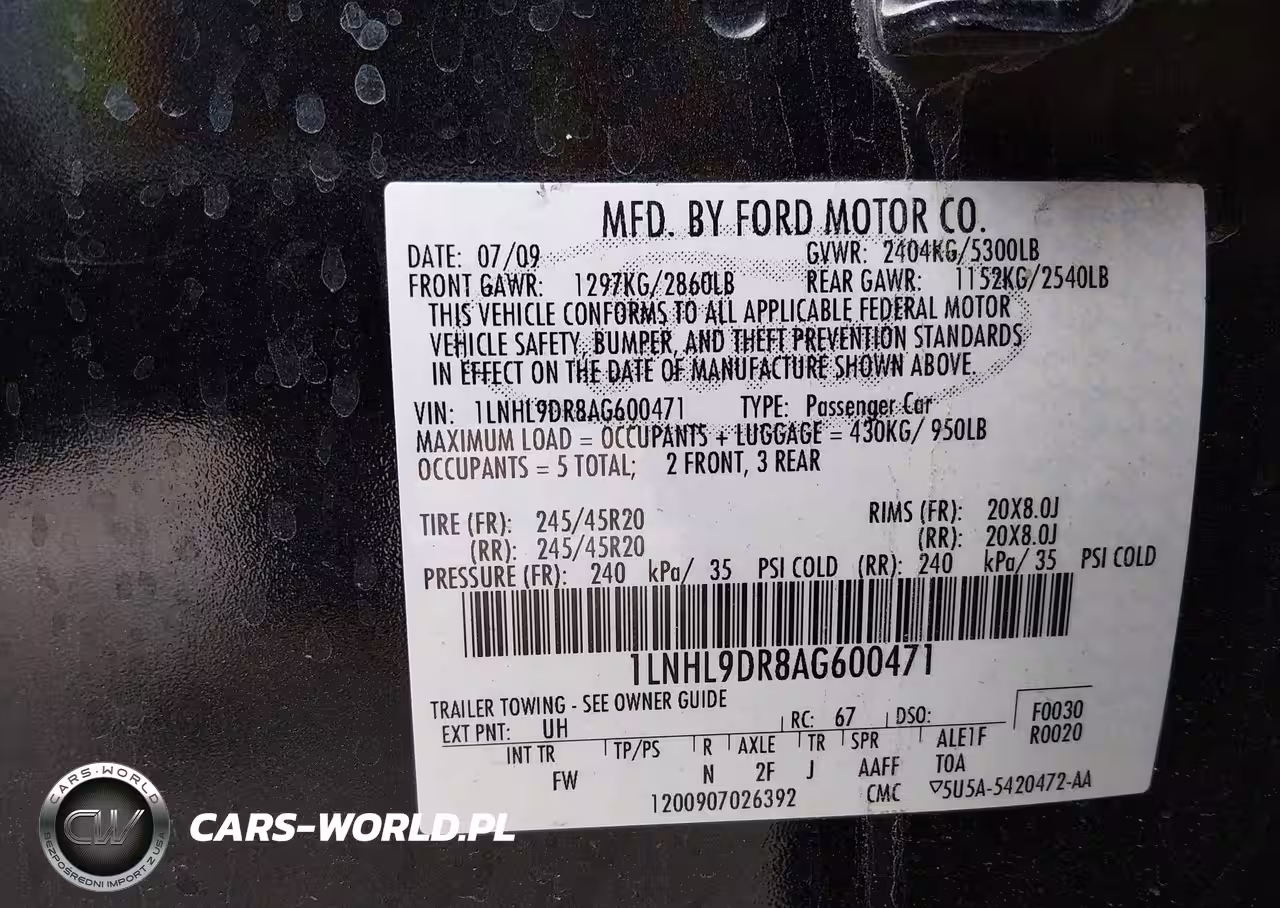 MFD. BY FORD MOTOR CO.
DATE: 07/09 GVWR: 2404KG/5300LB
FRONT GAWR: 1297KG/2860LB REAR GAWR: 1152KG/2540LB
THIS VEHICLE CONFORMS TO ALL APPLICABLE FEDERAL MOTOR
VEHICLE SAFETY, BUMPER, AND THEFT PREVENTION STANDARDS
IN EFFECT ON THE DATE OF MANUFACTURE SHOWN ABOVE.
VIN: 1LNHL9DR8AG600471 TYPE: Passenger Car
MAXIMUM LOAD = OCCUPANTS + LUGGAGE = 430KG/ 950LB
OCCUPANTS = 5 TOTAL; 2 FRONT, 3 REAR
TIRE (FR): 245/45R20 RIMS (FR): 20X8.0J
(RR): 245/45R20 (RR): 20X8.0J
PRESSURE (FR): 240 kPa/ 35 PSI COLD (RR): 240 kPa/ 35 PSI COLD
1LNHL9DR8AG600471
TRAILER TOWING - SEE OWNER GUIDE
EXT PNT: UH RC: 67 DSO: F0030
INT TR TP/PS R AXLE TR SPR ALE1F R0020
FW N 2F J AAFF TOA
1200907026392 CMC ▽5U5A-5420472-AA
CARS-WORLD
CW
BEZPOŚREDNI IMPORT Z USA
CARS-WORLD.PL